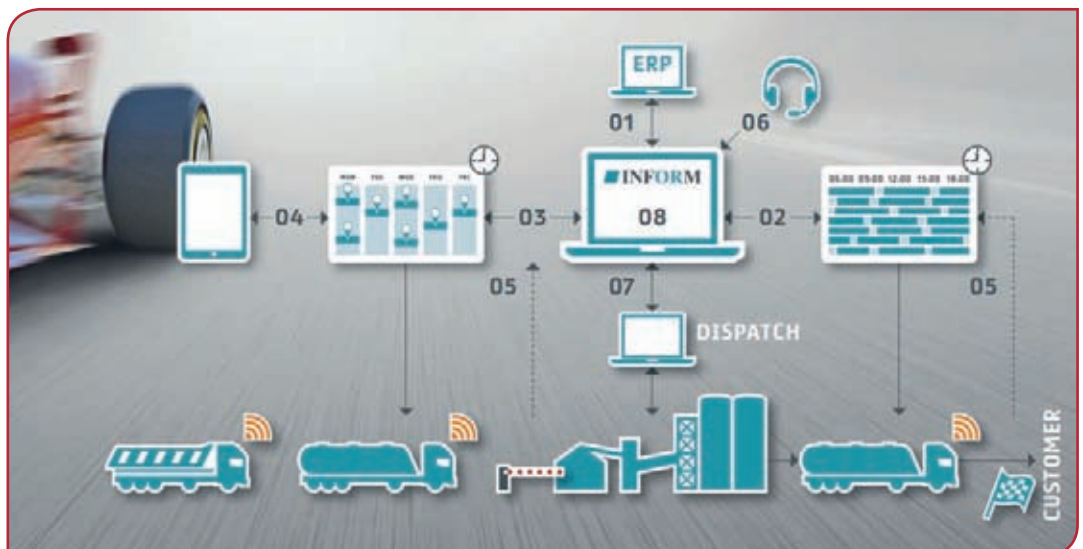 ERP
01
06
INFORM
08
MON TUE WED THU FRI
06:00 09:00 12:00 15:00 18:00
04
03
02
05
07
05
DISPATCH
CUSTOMER